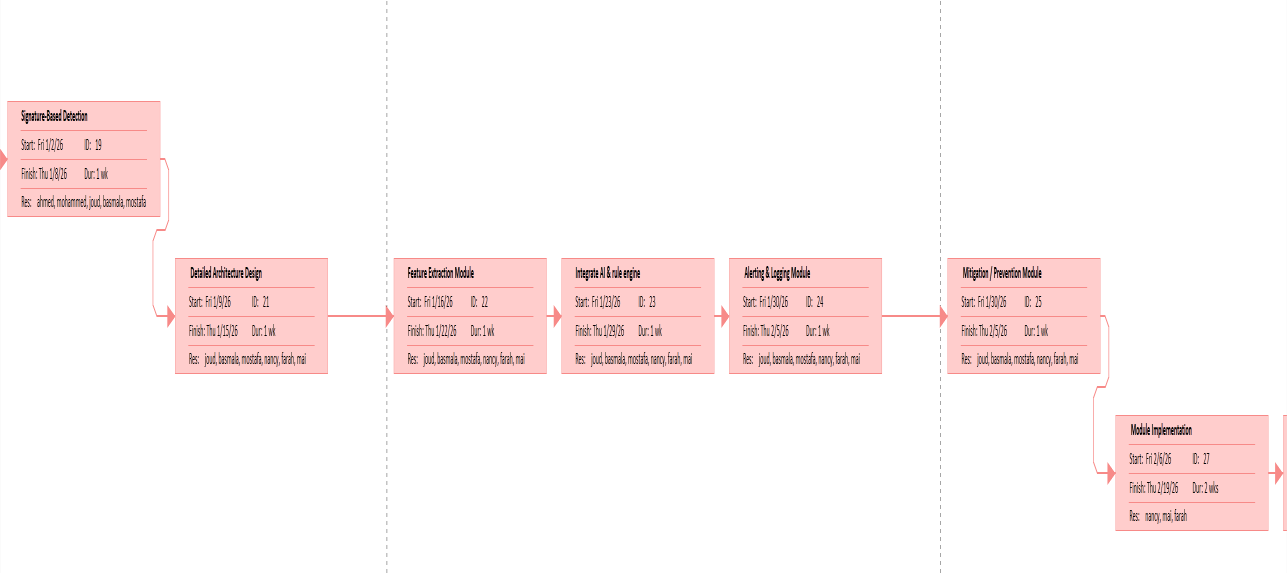 Signature-Based Detection
Start: Fri 1/2/26 ID: 19
Finish: Thu 1/8/26 Dur: 1 wk
Res: ahmed, mohammed, joud, basmala, mostafa
Detailed Architecture Design
Start: Fri 1/9/26 ID: 21
Finish: Thu 1/15/26 Dur: 1 wk
Res: joud, basmala, mostafa, nancy, farah, mai
Feature Extraction Module
Start: Fri 1/16/26 ID: 22
Finish: Thu 1/22/26 Dur: 1 wk
Res: joud, basmala, mostafa, nancy, farah, mai
Integrate AI & rule engine
Start: Fri 1/23/26 ID: 23
Finish: Thu 1/29/26 Dur: 1 wk
Res: joud, basmala, mostafa, nancy, farah, mai
Alerting & Logging Module
Start: Fri 1/30/26 ID: 24
Finish: Thu 2/5/26 Dur: 1 wk
Res: joud, basmala, mostafa, nancy, farah, mai
Mitigation / Prevention Module
Start: Fri 1/30/26 ID: 25
Finish: Thu 2/5/26 Dur: 1 wk
Res: joud, basmala, mostafa, nancy, farah, mai
Module Implementation
Start: Fri 2/6/26 ID: 27
Finish: Thu 2/19/26 Dur: 2 wks
Res: nancy, mai, farah